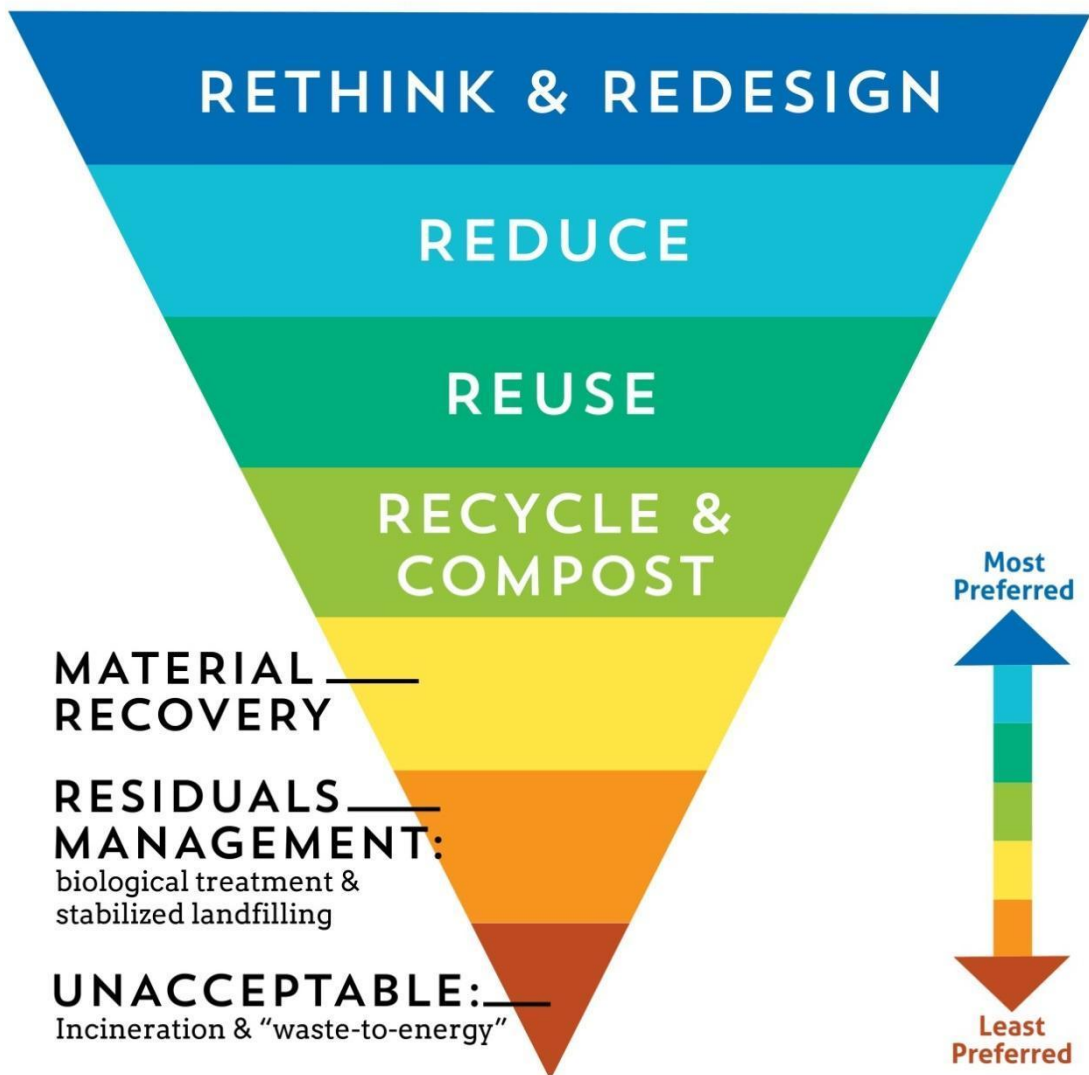 RETHINK & REDESIGN
REDUCE
REUSE
RECYCLE &
COMPOST
MATERIAL
RECOVERY
RESIDUALS
MANAGEMENT:
biological treatment &
stabilized landfilling
UNACCEPTABLE:
Incineration & “waste-to-energy”
Most
Preferred
Least
Preferred